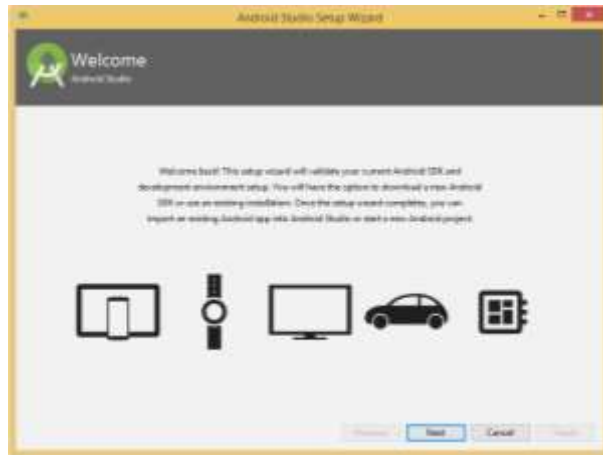 Android Studio Setup Wizard
Welcome
Android Studio
Welcome back! This setup wizard will validate your current Android SDK and
development environment setup. You will have the option to download a new Android
SDK or use an existing installation. Once the setup wizard completes, you can
import an existing Android app into Android Studio or start a new Android project.
Previous Next Cancel Finish